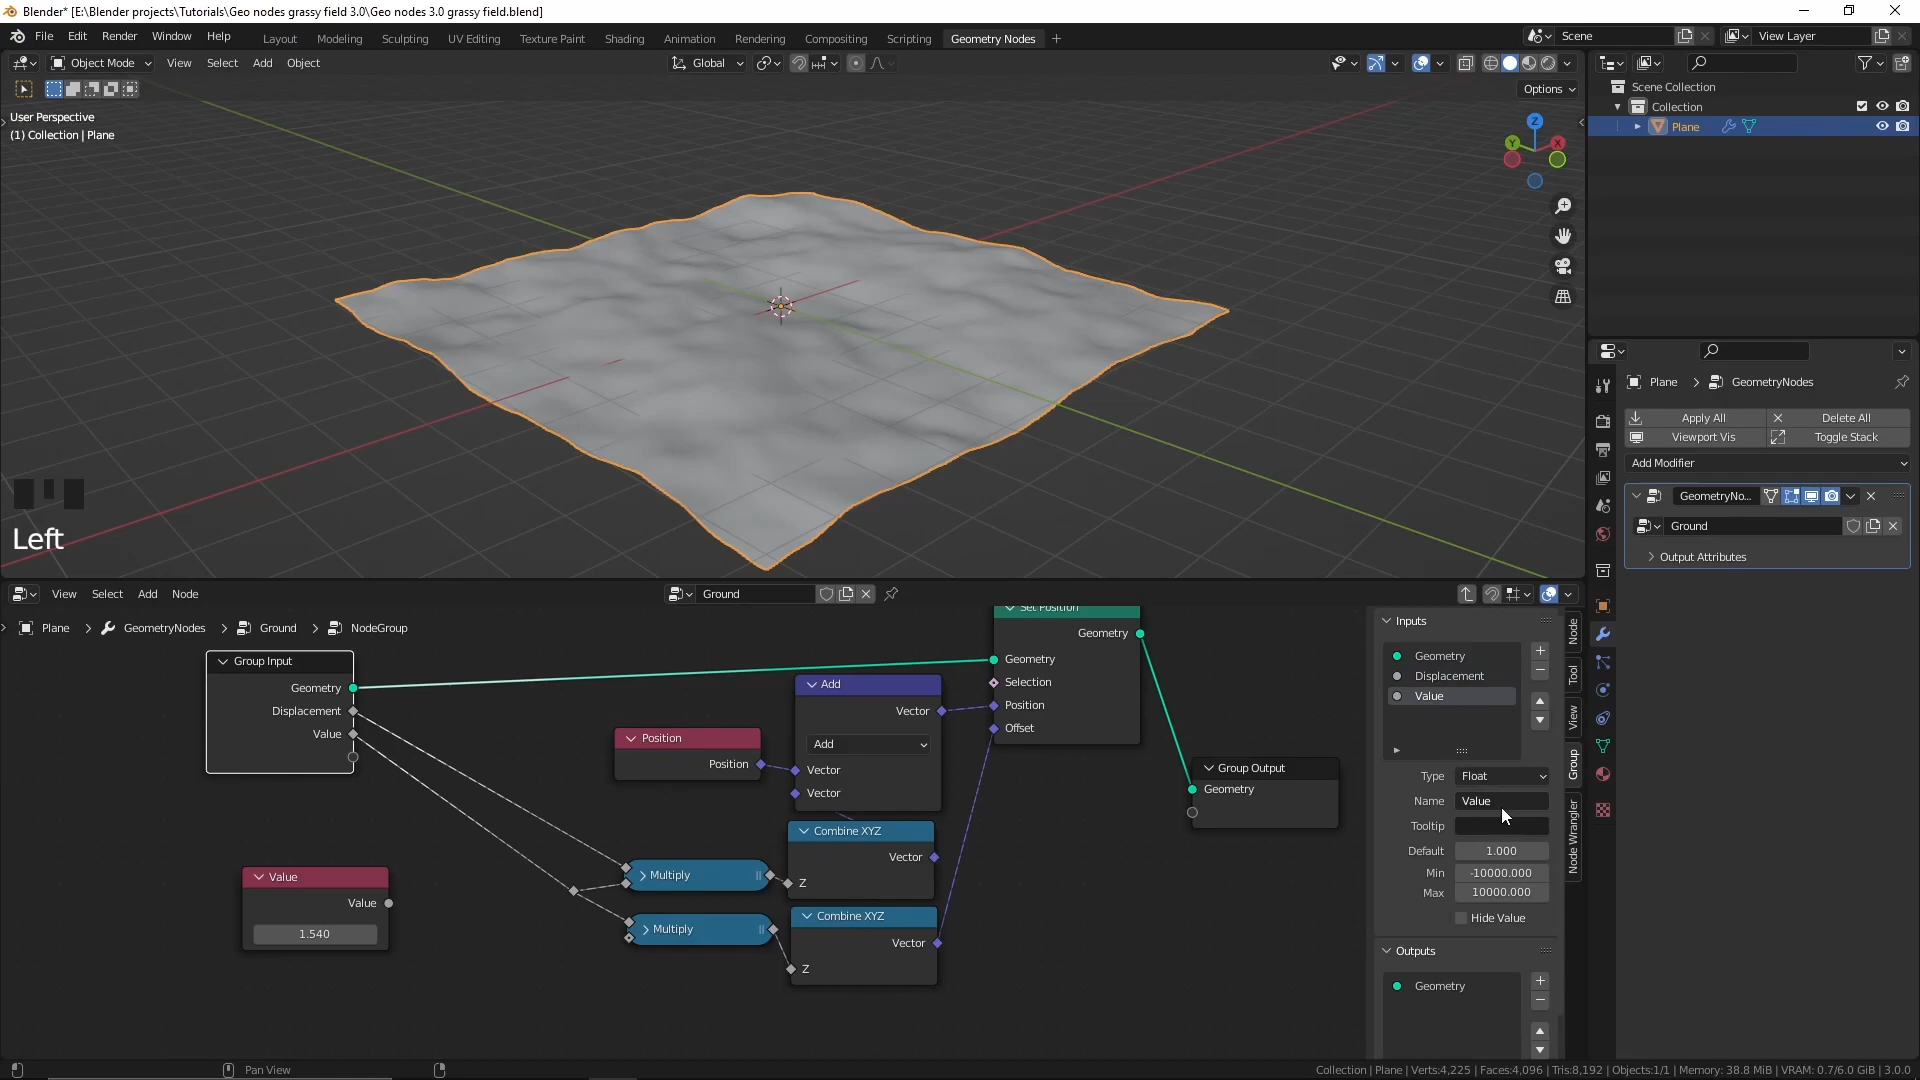 Blender* [E:\Blender projects\Tutorials\Geo nodes grassy field 3.0\Geo nodes 3.0 grassy field.blend]
File Edit Render Window Help
Layout Modeling Sculpting UV Editing Texture Paint Shading Animation Rendering Compositing Scripting Geometry Nodes +
Scene
View Layer
Object Mode View Select Add Object
Global
Options
User Perspective
(1) Collection | Plane
Z
Y
X
Left
Scene Collection
Collection
Plane
Plane > GeometryNodes
Apply All
Delete All
Viewport Vis
Toggle Stack
Add Modifier
GeometryNo...
Ground
Output Attributes
View Select Add Node
Ground
Plane > GeometryNodes > Ground > NodeGroup
Group Input
Geometry
Displacement
Value
Value
Value
1.540
Position
Position
Add
Vector
Add
Vector
Vector
Multiply
Multiply
Combine XYZ
Vector
Z
Combine XYZ
Vector
Z
Set Position
Geometry
Geometry
Selection
Position
Offset
Group Output
Geometry
Inputs
Geometry
Displacement
Value
Type Float
Name Value
Tooltip
Default 1.000
Min -10000.000
Max 10000.000
Hide Value
Outputs
Geometry
Node
Tool
View
Group
Node Wrangler
Pan View
Collection | Plane | Verts:4,225 | Faces:4,096 | Tris:8,192 | Objects:1/1 | Memory: 38.8 MiB | VRAM: 0.7/6.0 GiB | 3.0.0